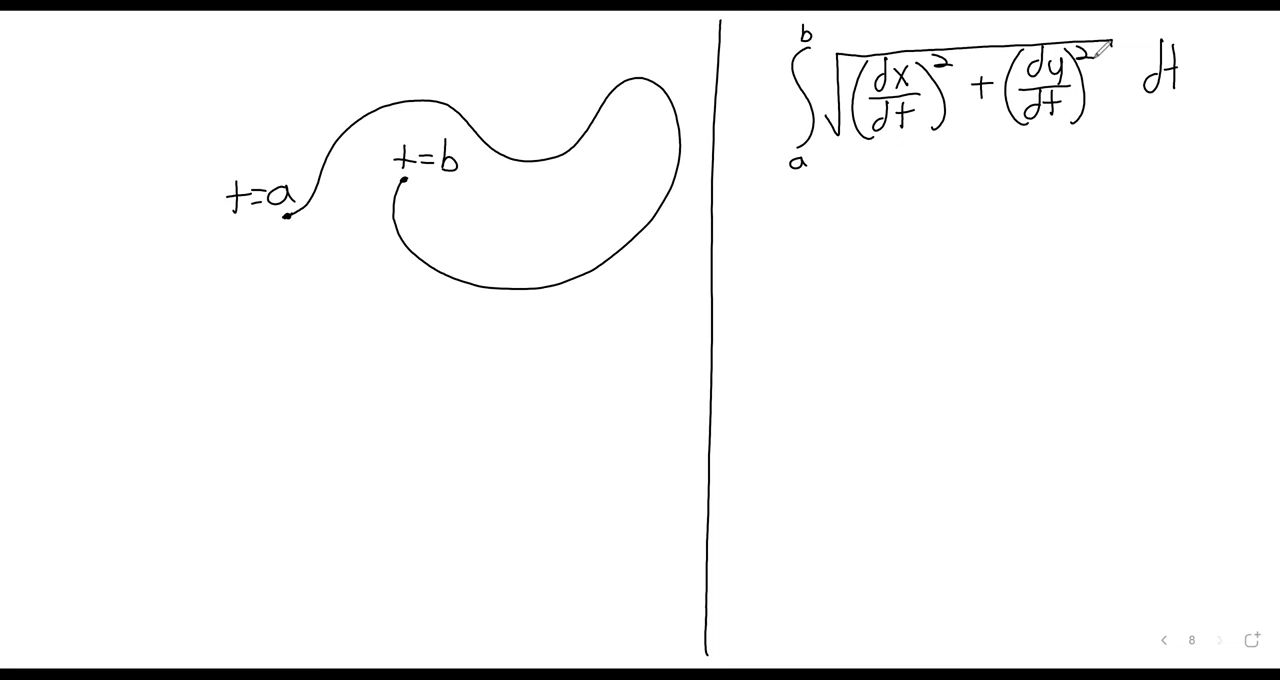 t=a
t=b
∫_a^b √((dx/dt)^2 + (dy/dt)^2) dt
8